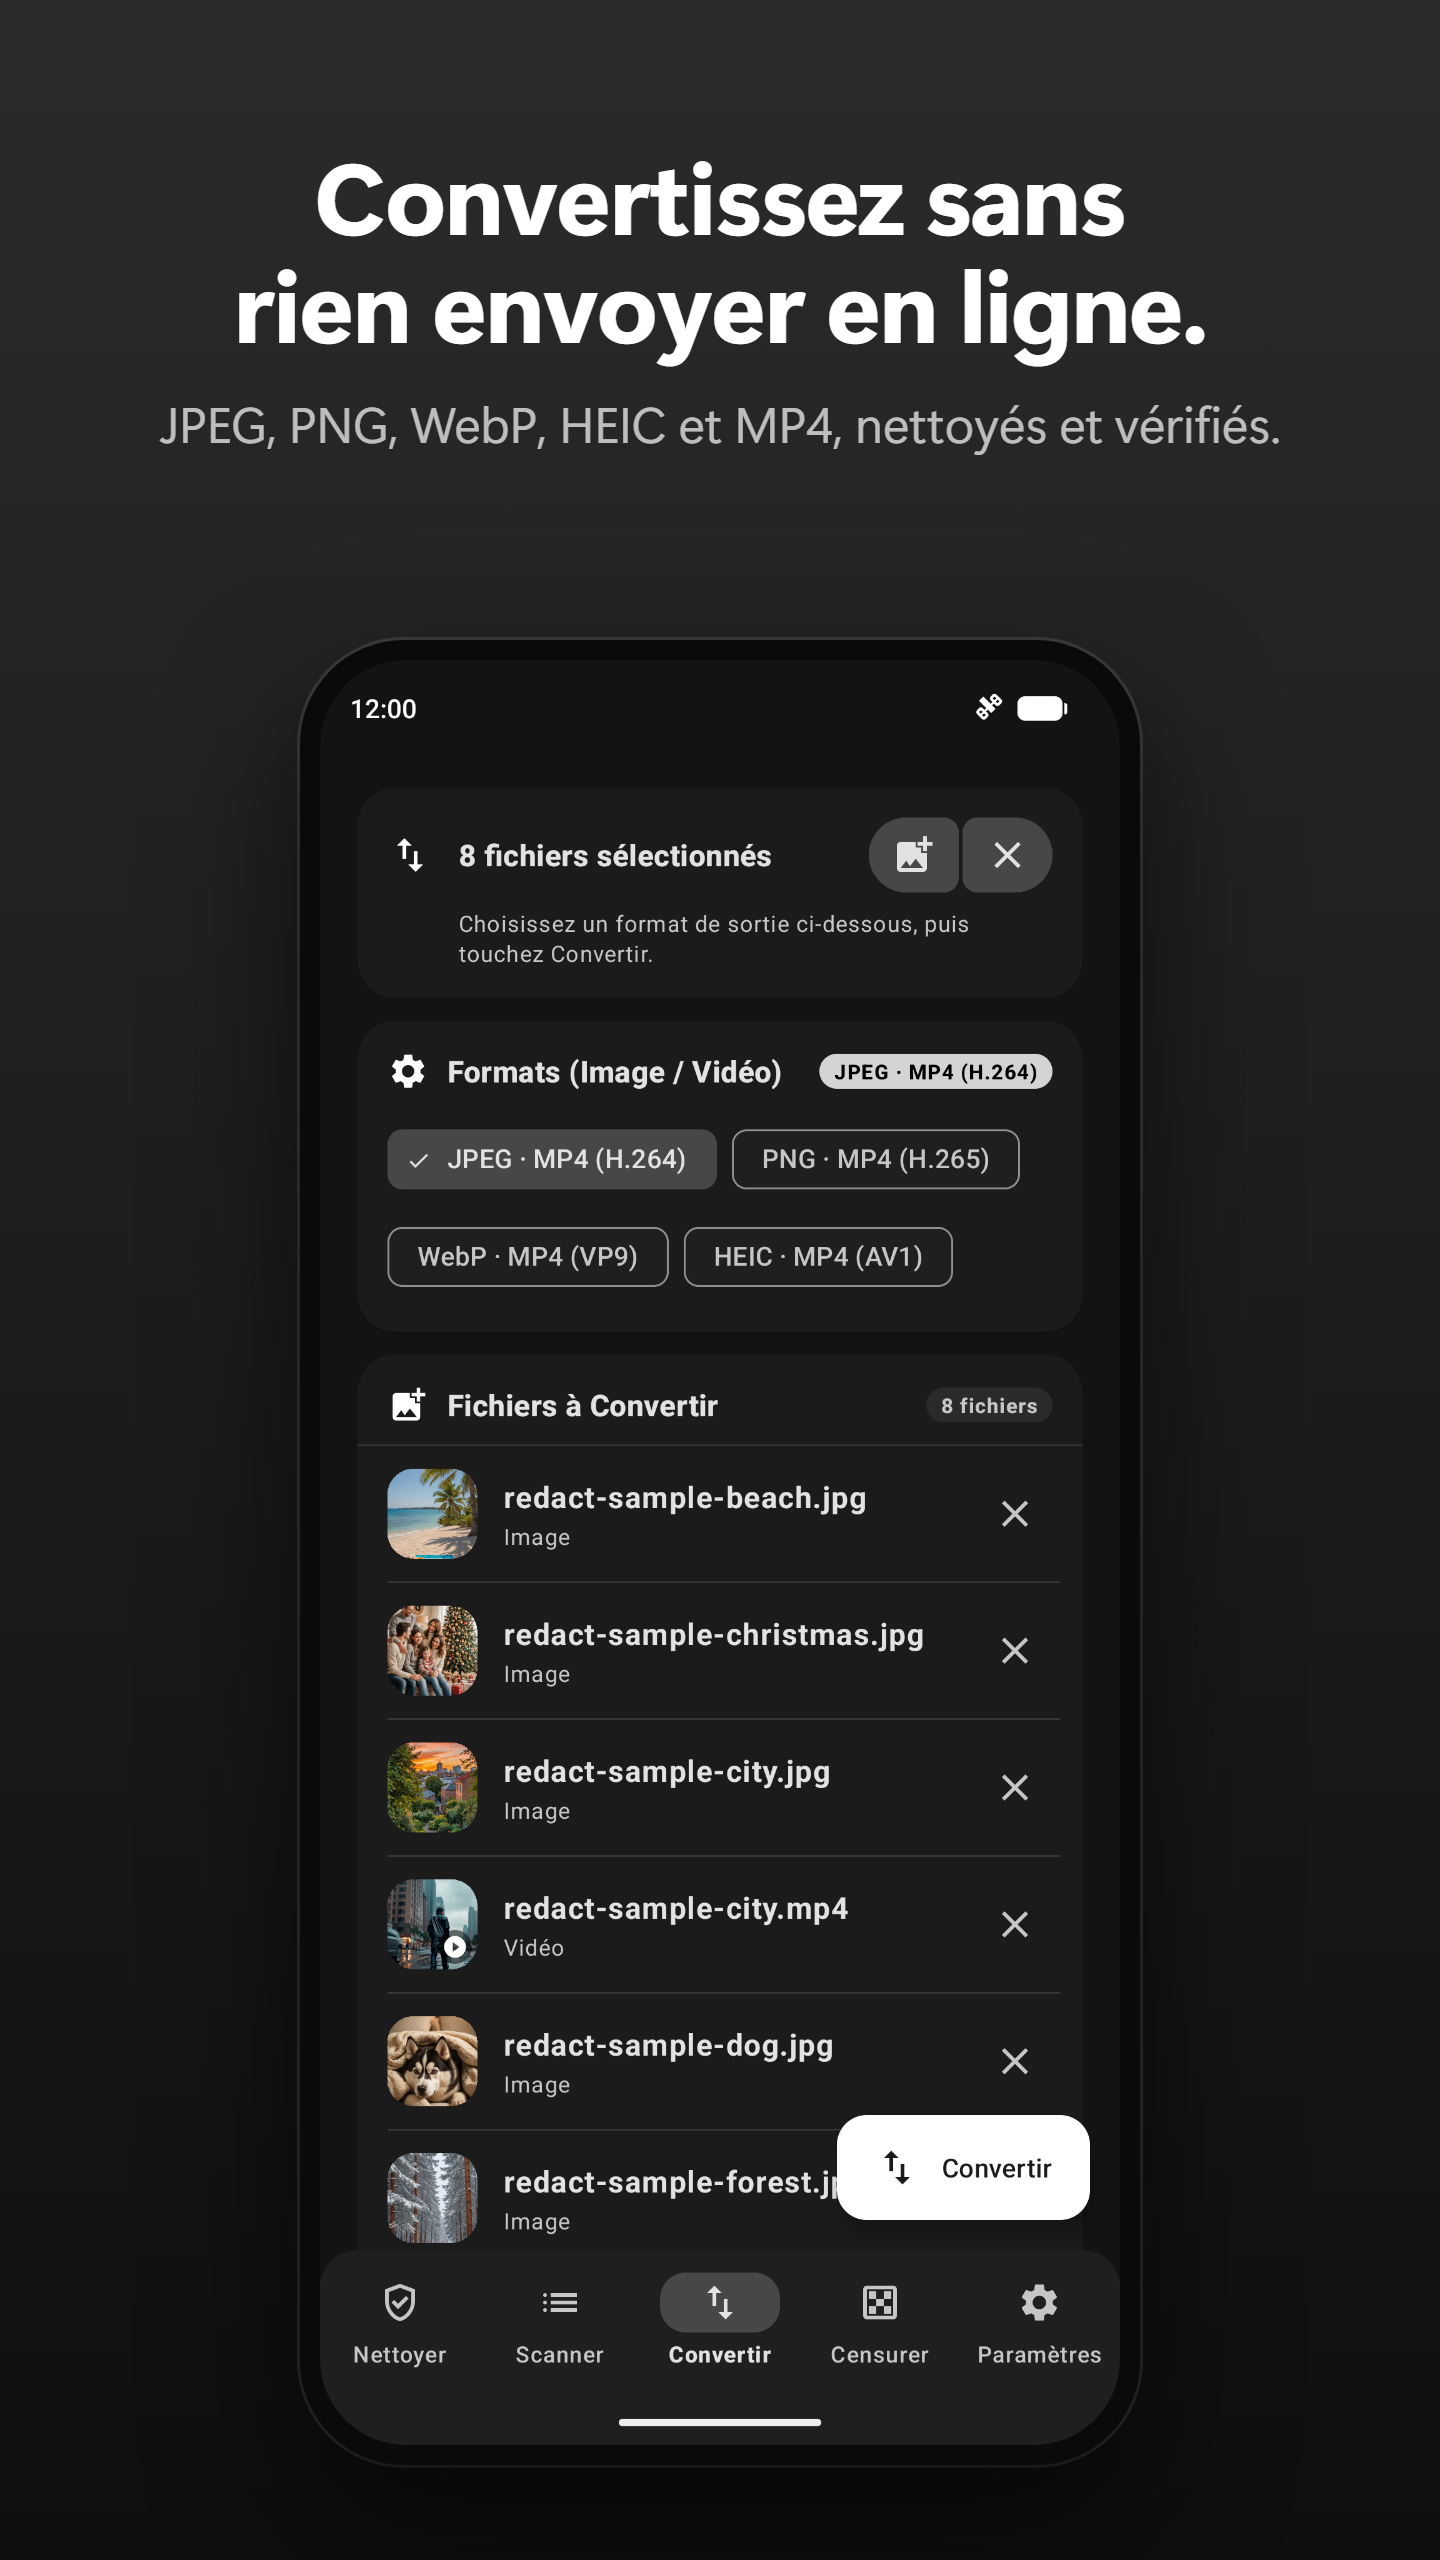 Convertissez sans
rien envoyer en ligne.
JPEG, PNG, WebP, HEIC et MP4, nettoyés et vérifiés.
12:00
8 fichiers sélectionnés
Choisissez un format de sortie ci-dessous, puis
touchez Convertir.
Formats (Image / Vidéo)
JPEG · MP4 (H.264)
JPEG · MP4 (H.264)
PNG · MP4 (H.265)
WebP · MP4 (VP9)
HEIC · MP4 (AV1)
Fichiers à Convertir
8 fichiers
redact-sample-beach.jpg
Image
redact-sample-christmas.jpg
Image
redact-sample-city.jpg
Image
redact-sample-city.mp4
Vidéo
redact-sample-dog.jpg
Image
redact-sample-forest.jp
Image
Convertir
Nettoyer
Scanner
Convertir
Censurer
Paramètres